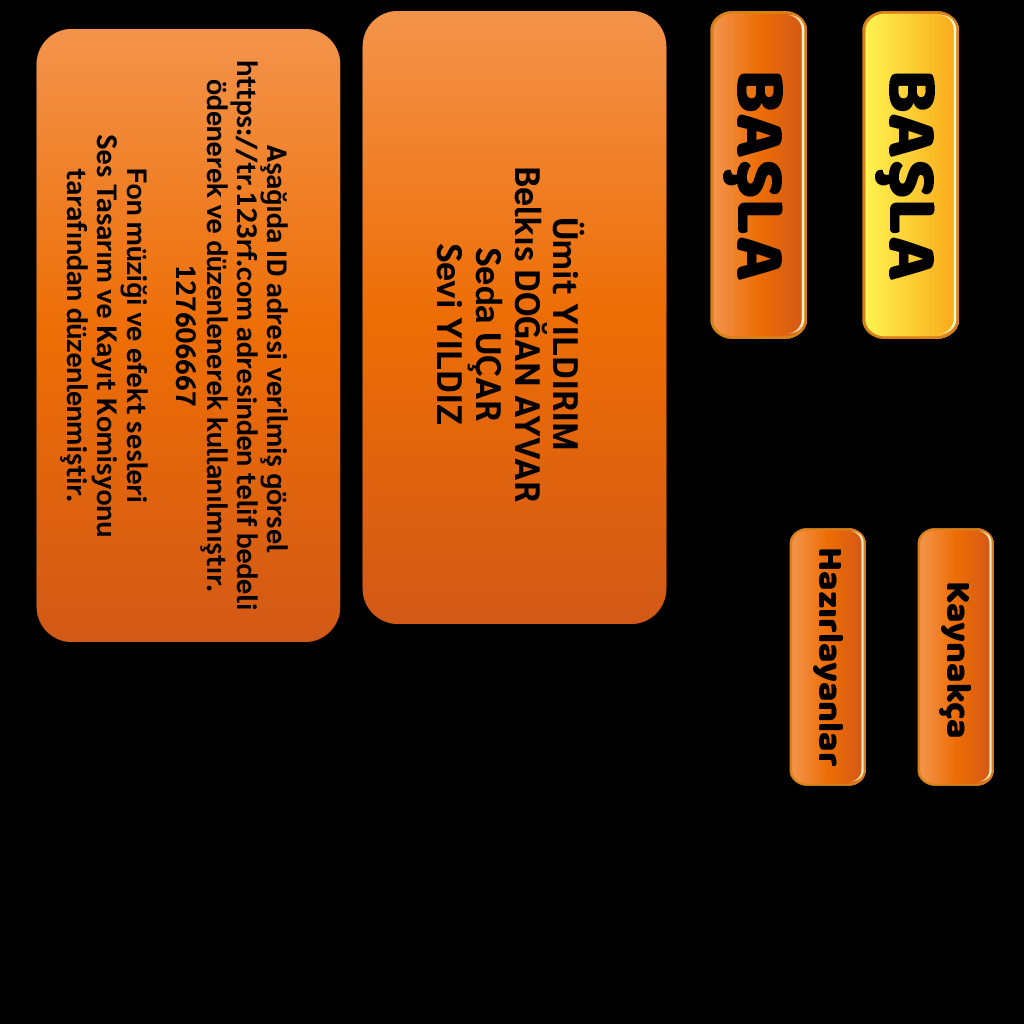 Aşağıda ID adresi verilmiş görsel
https://tr.123rf.com adresinden telif bedeli
ödenerek ve düzenlenerek kullanılmıştır.
127606667
Fon müziği ve efekt sesleri
Ses Tasarım ve Kayıt Komisyonu
tarafından düzenlenmiştir.
Ümit YILDIRIM
Belkıs DOĞAN AYVAR
Seda UÇAR
Sevi YILDIZ
BAŞLA
BAŞLA
Hazırlayanlar
Kaynakça